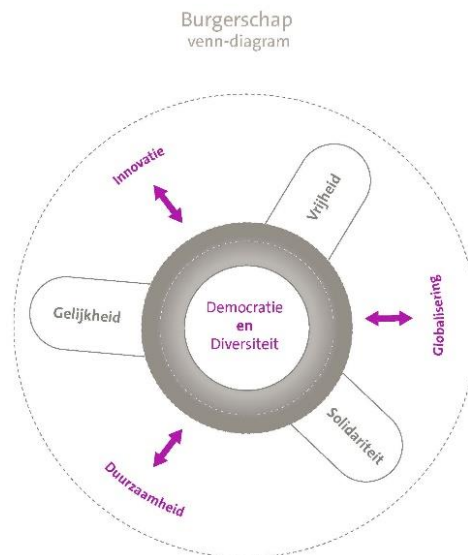 Burgerschap
venn-diagram
Innovatie
Vrijheid
Gelijkheid
Democratie
en
Diversiteit
Globalisering
Solidariteit
Duurzaamheid